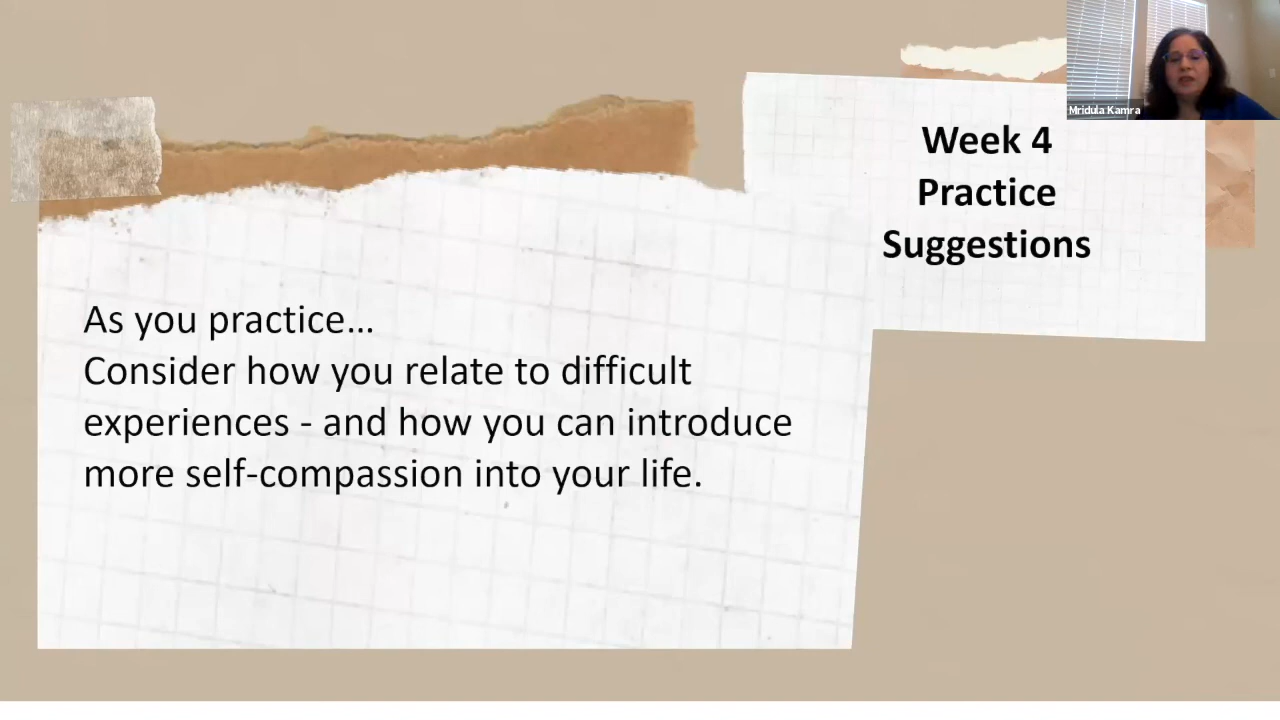 Mridula Kamra
Week 4
Practice
Suggestions
As you practice...
Consider how you relate to difficult
experiences - and how you can introduce
more self-compassion into your life.